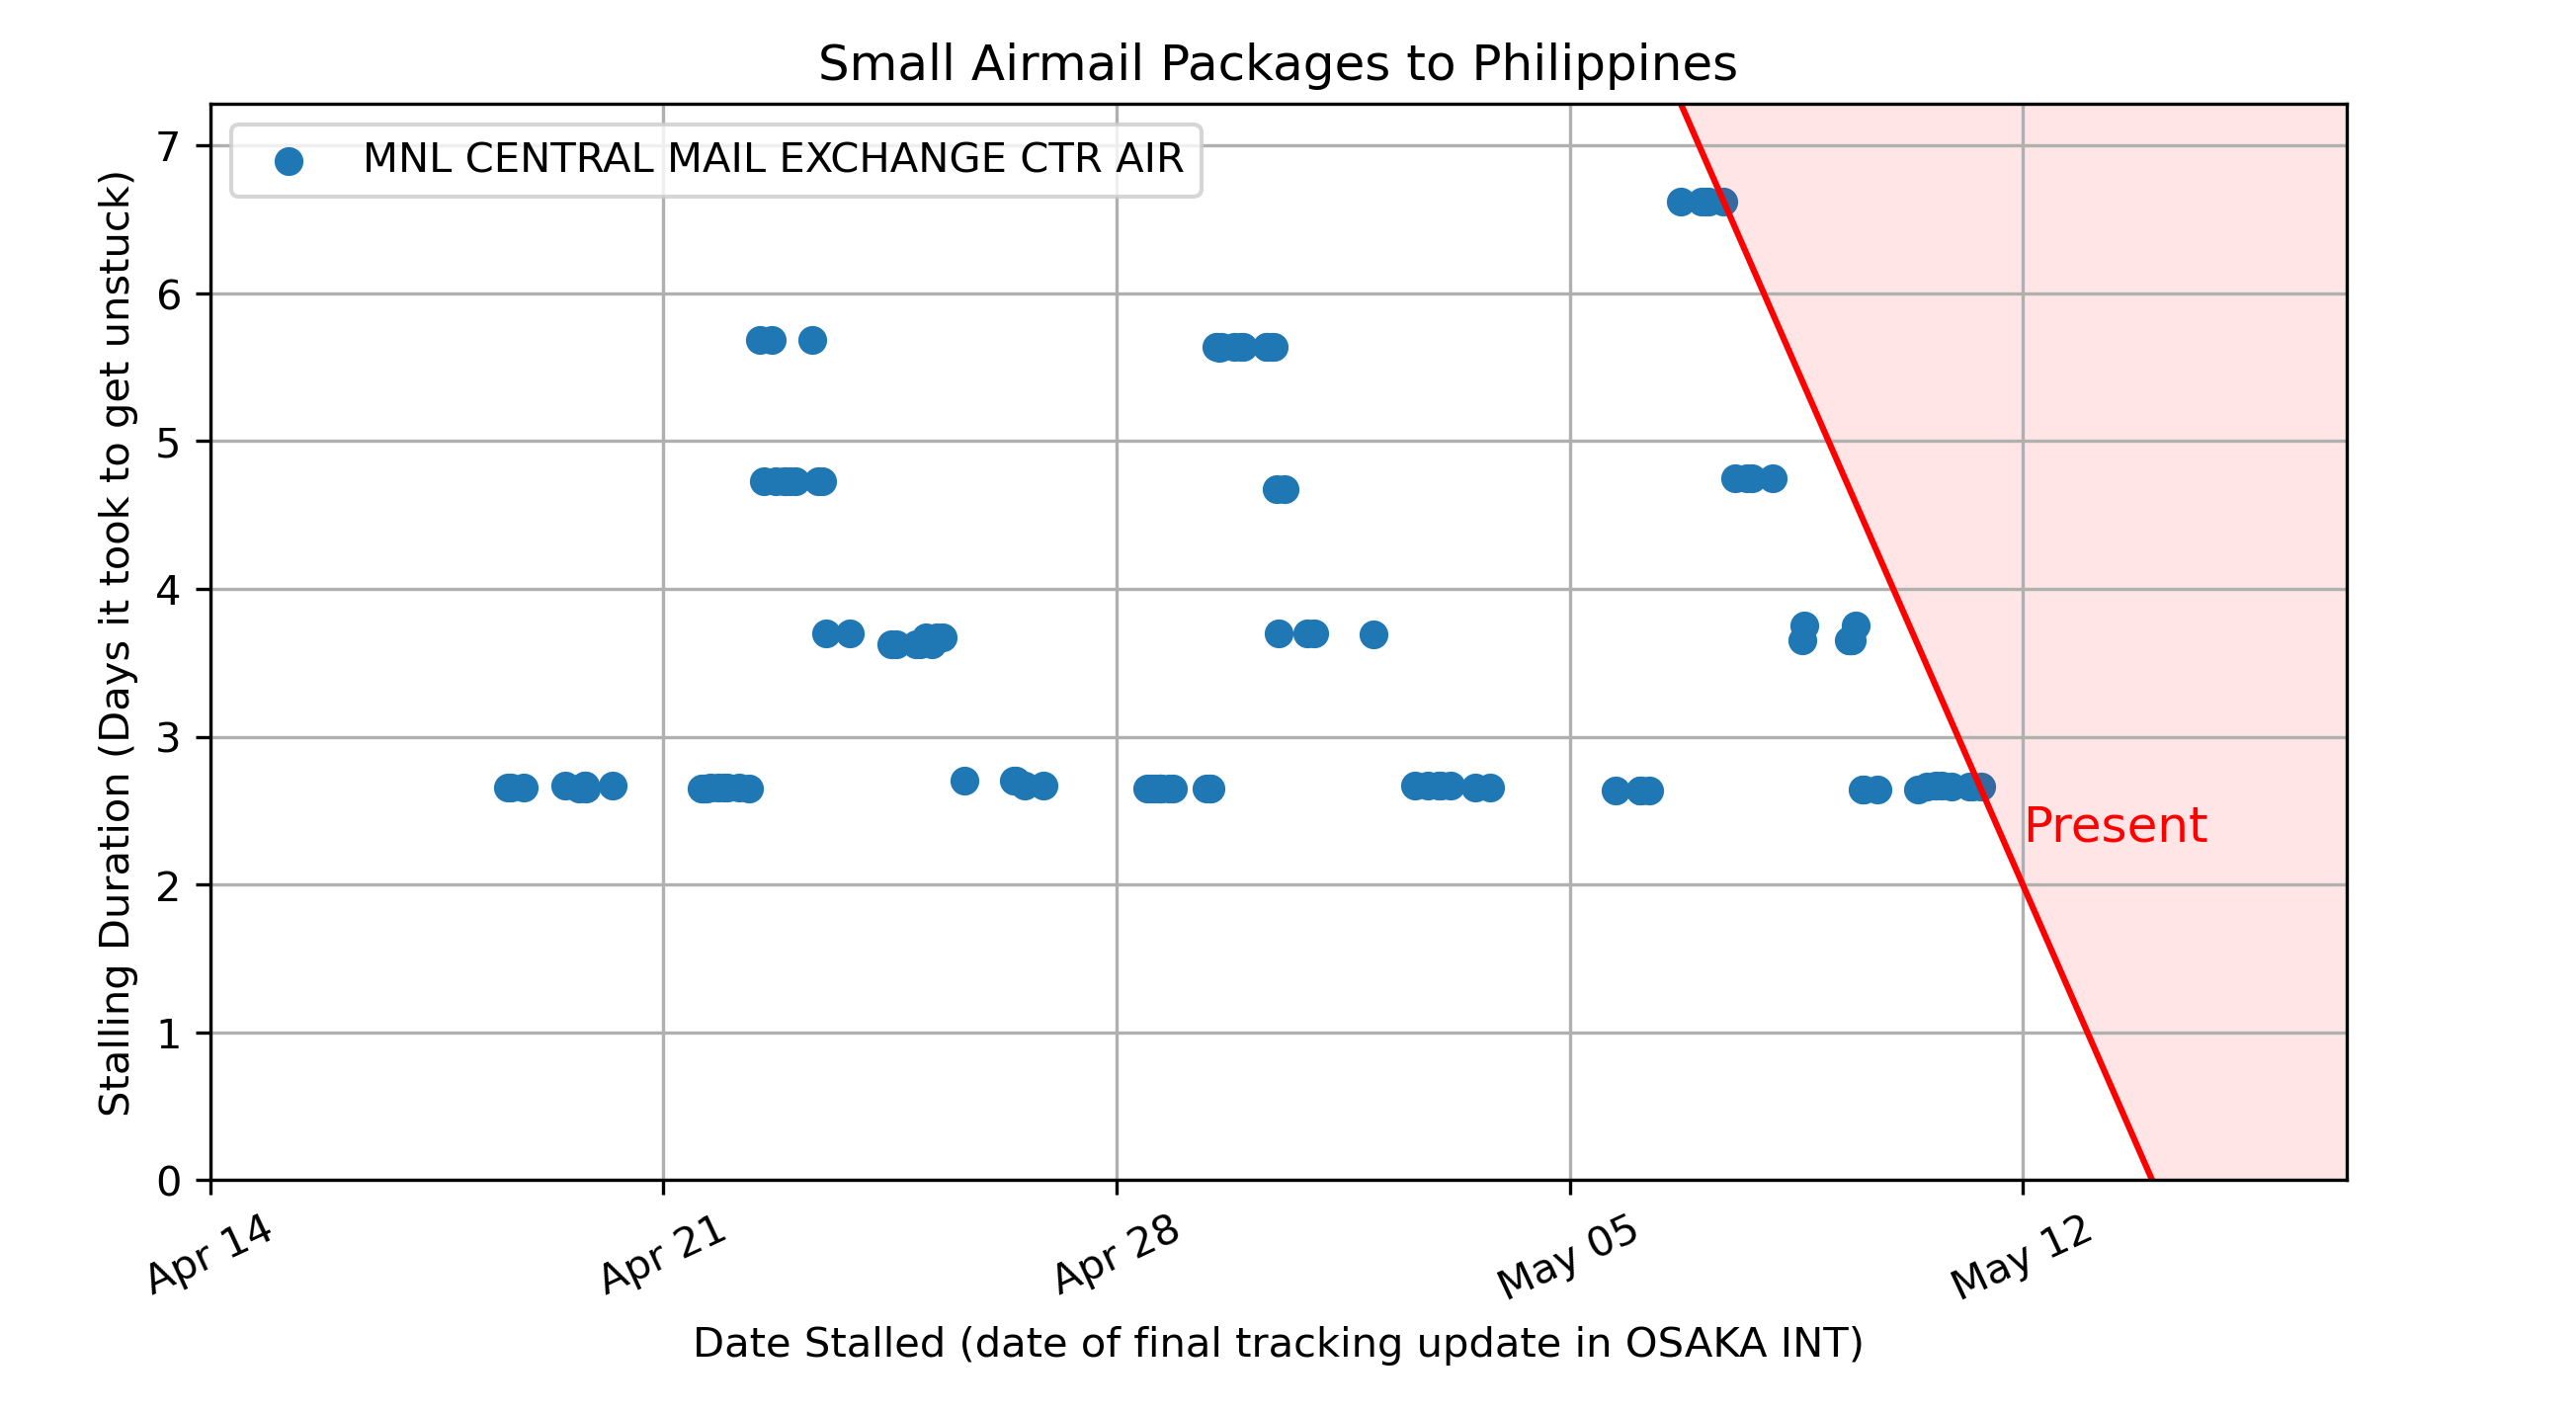 Small Airmail Packages to Philippines
MNL CENTRAL MAIL EXCHANGE CTR AIR
Stalling Duration (Days it took to get unstuck)
7
6
5
4
3
2
1
0
Present
Apr 14
Apr 21
Apr 28
May 05
May 12
Date Stalled (date of final tracking update in OSAKA INT)